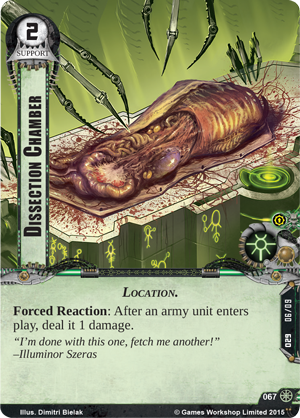 2
SUPPORT
DISSECTION CHAMBER
LOCATION.
Forced Reaction: After an army unit enters
play, deal it 1 damage.
“I’m done with this one, fetch me another!”
–Illuminor Szeras
029
06/09
067
Illus. Dimitri Bielak
© Games Workshop Limited 2015